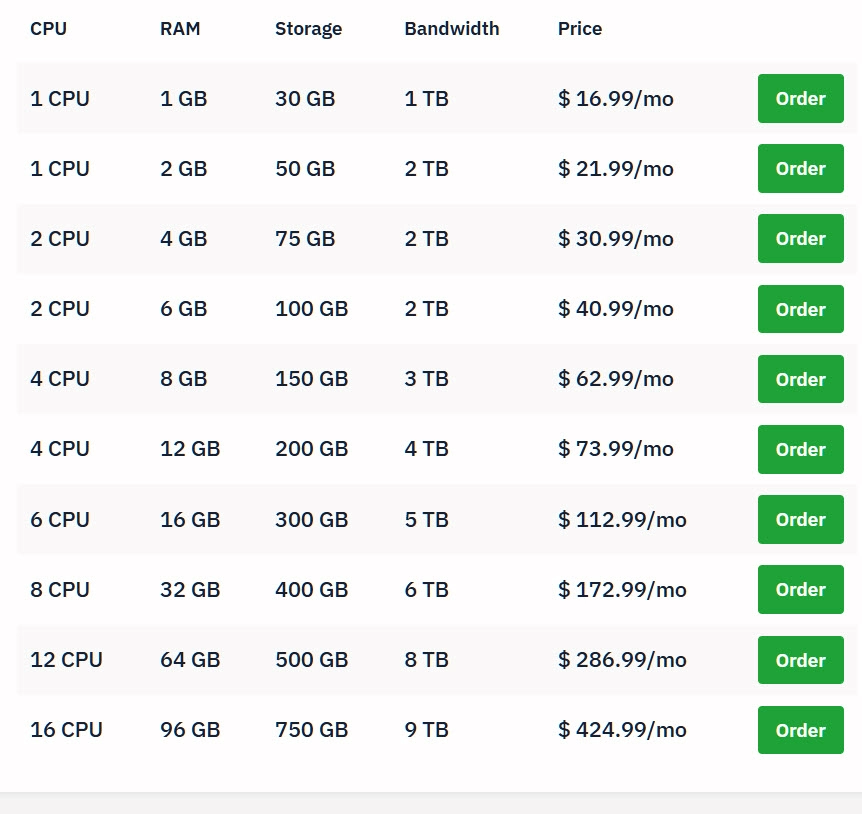 CPU RAM Storage Bandwidth Price
1 CPU 1 GB 30 GB 1 TB $ 16.99/mo Order
1 CPU 2 GB 50 GB 2 TB $ 21.99/mo Order
2 CPU 4 GB 75 GB 2 TB $ 30.99/mo Order
2 CPU 6 GB 100 GB 2 TB $ 40.99/mo Order
4 CPU 8 GB 150 GB 3 TB $ 62.99/mo Order
4 CPU 12 GB 200 GB 4 TB $ 73.99/mo Order
6 CPU 16 GB 300 GB 5 TB $ 112.99/mo Order
8 CPU 32 GB 400 GB 6 TB $ 172.99/mo Order
12 CPU 64 GB 500 GB 8 TB $ 286.99/mo Order
16 CPU 96 GB 750 GB 9 TB $ 424.99/mo Order